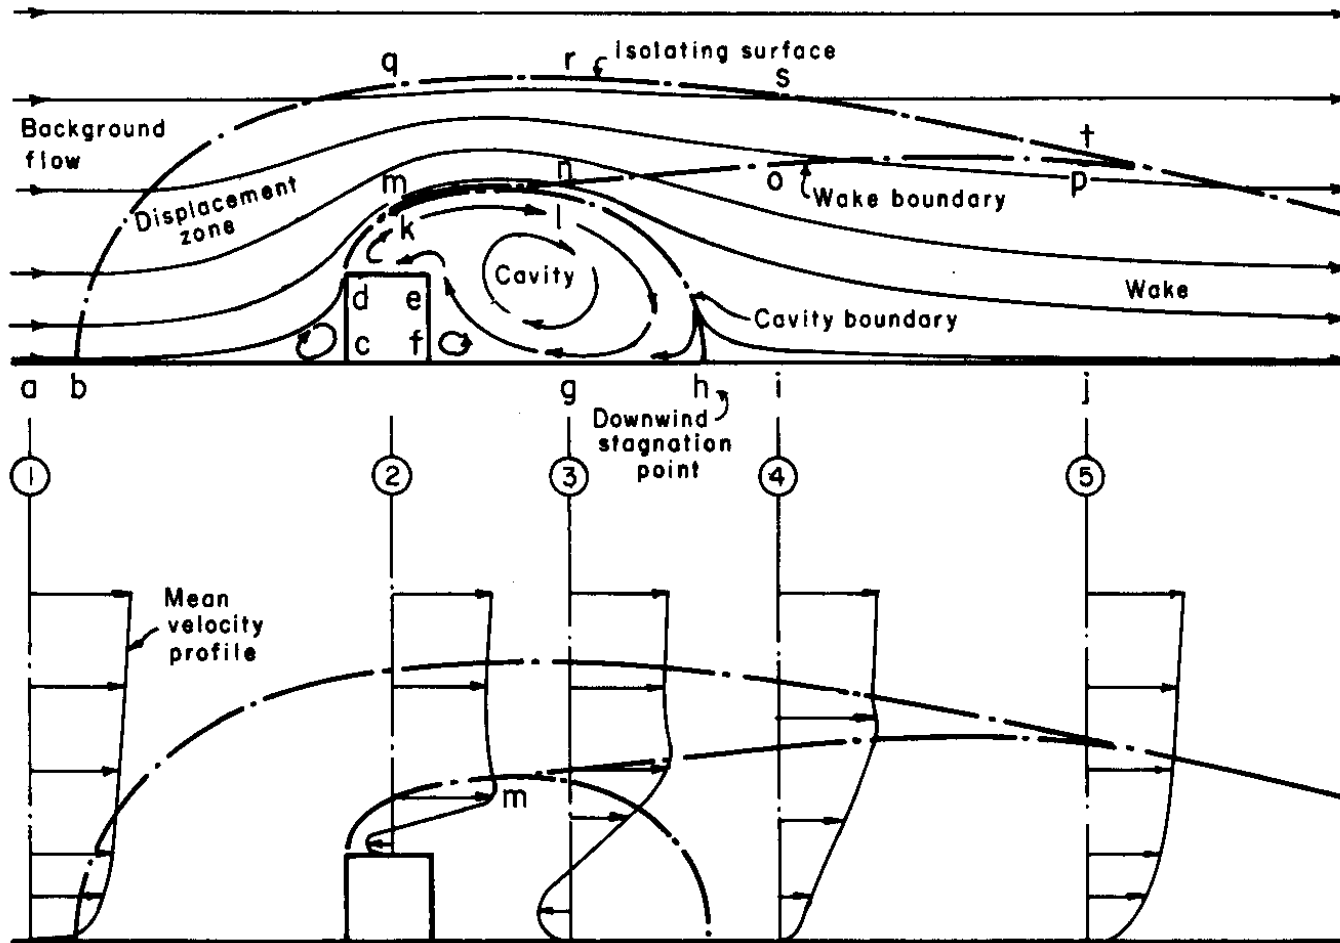 q
r
Isolating surface
s
Background
flow
t
Displacement
zone
m
n
o
p
Wake boundary
k
l
Cavity
Wake
d
e
Cavity boundary
c
f
a
b
g
h
i
j
Downwind
stagnation
point
1
2
3
4
5
Mean
velocity
profile
m